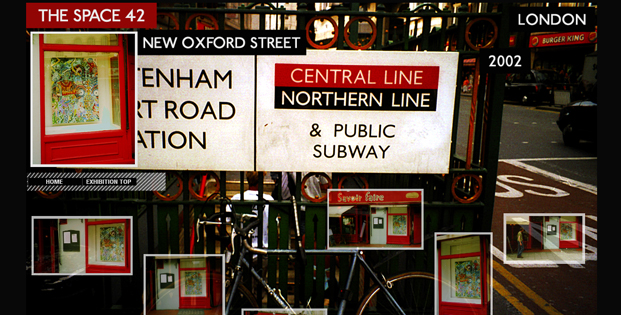 THE SPACE 42
LONDON
NEW OXFORD STREET
BURGER KING
2002
TENHAM
RT ROAD
ATION
CENTRAL LINE
NORTHERN LINE
& PUBLIC
SUBWAY
HOME
EXHIBITION TOP
Savoir faire